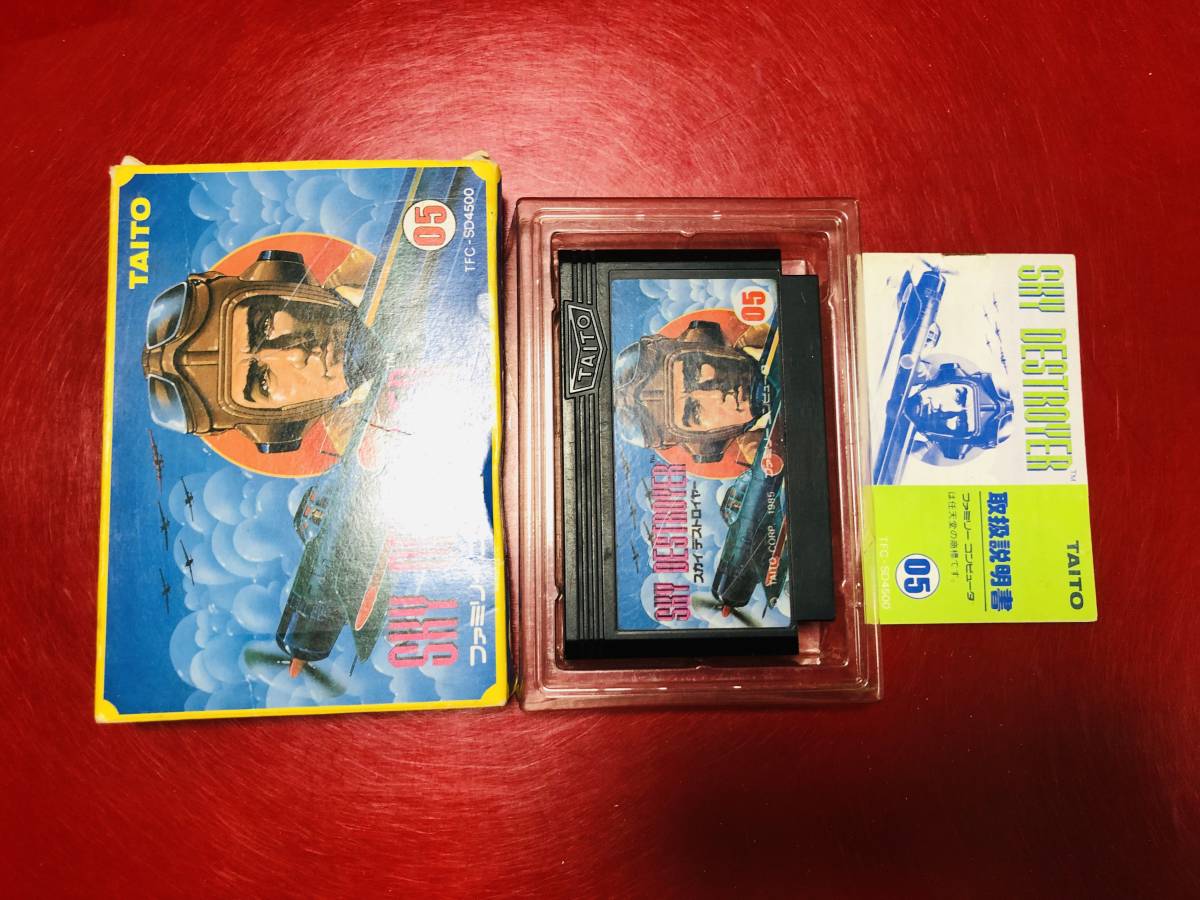 TAITO
05
TFC-SD4500
SKY
ファミリ
TAITO
05
SKY DESTROYER
スカイデストロイヤー
TAITO CORP. 1985
SKY DESTROYER
TM
TAITO
取扱説明書
ファミリー コンピュータ
は任天堂の商標です。
05
TFC-SD4500